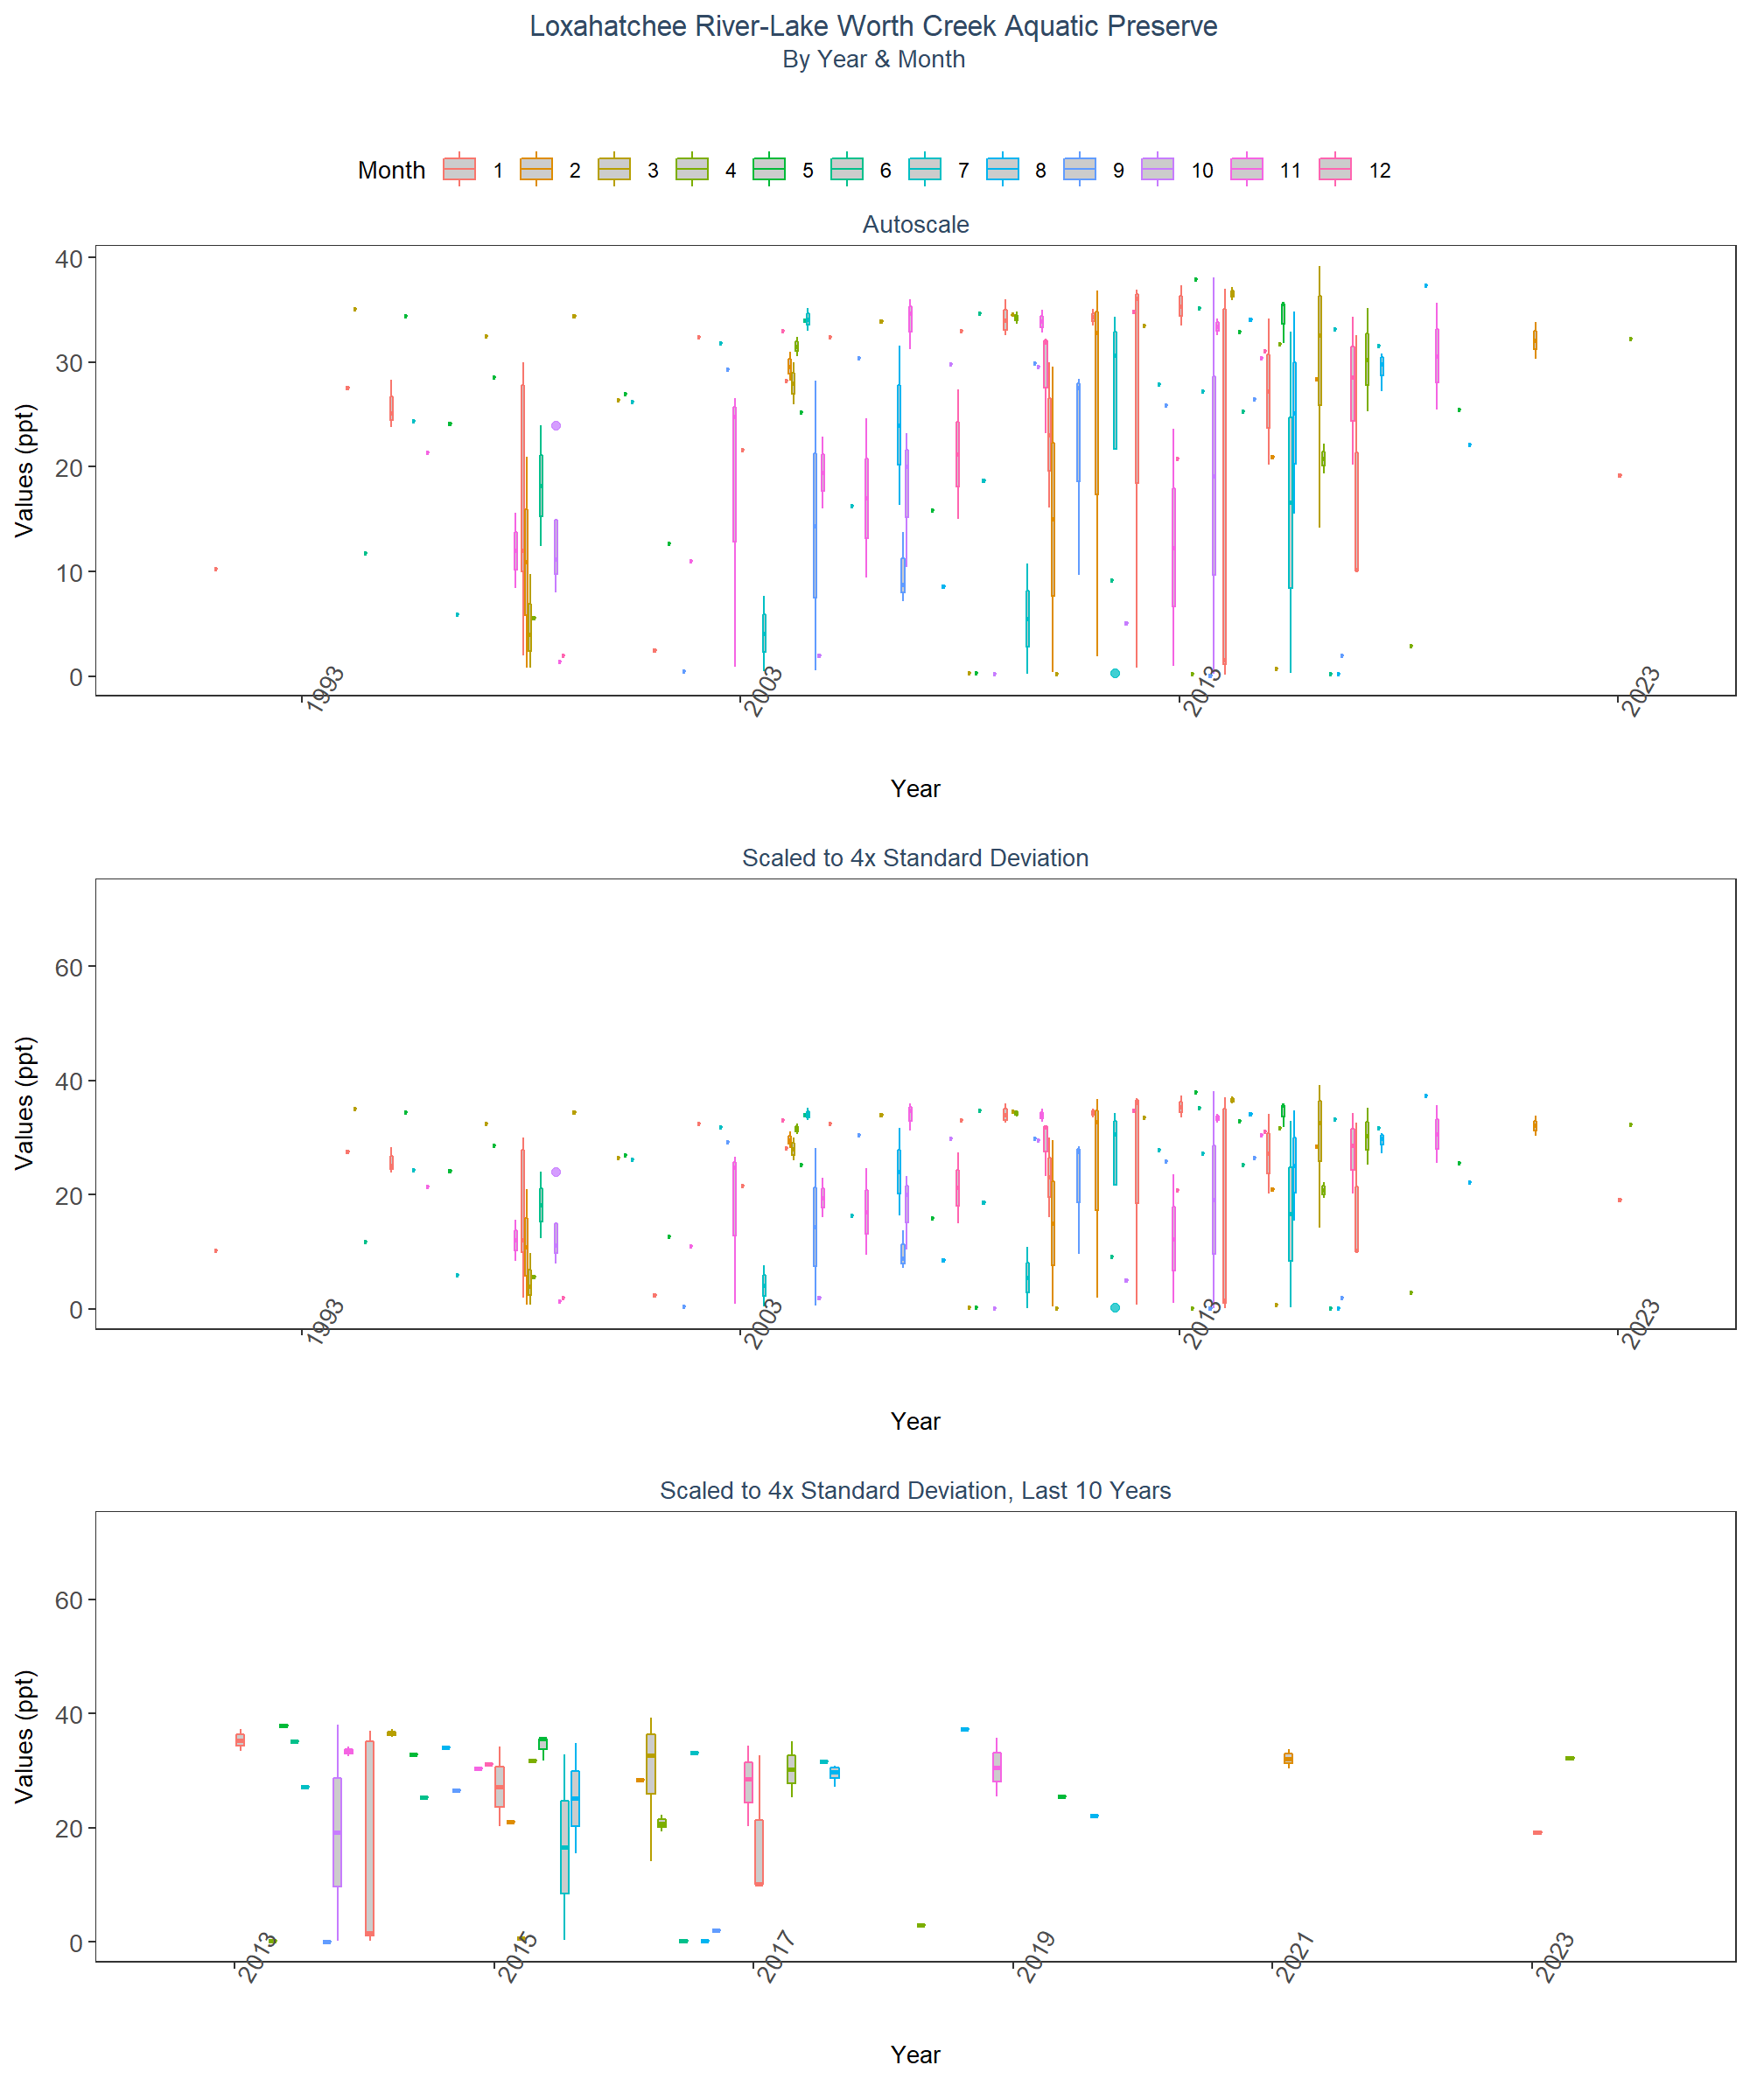 Loxahatchee River-Lake Worth Creek Aquatic Preserve
By Year & Month
Month 1 2 3 4 5 6 7 8 9 10 11 12
Autoscale
Values (ppt)
40
30
20
10
0
1993 2003 2013 2023
Year
Scaled to 4x Standard Deviation
Values (ppt)
60
40
20
0
1993 2003 2013 2023
Year
Scaled to 4x Standard Deviation, Last 10 Years
Values (ppt)
60
40
20
0
2013 2015 2017 2019 2021 2023
Year